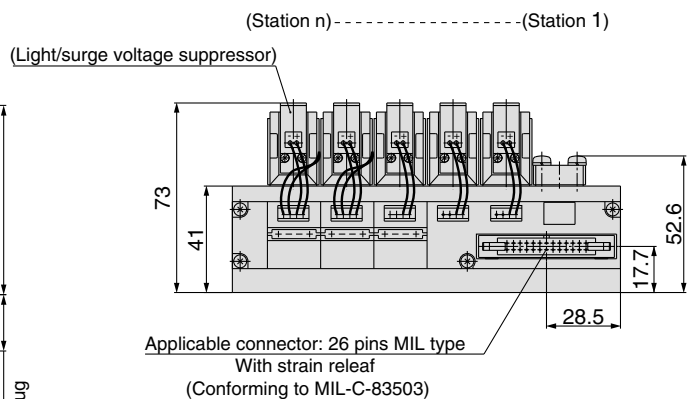 (Station n)---------------------(Station 1)
(Light/surge voltage suppressor)
73
41
52.6
17.7
28.5
Applicable connector: 26 pins MIL type
With strain releaf
(Conforming to MIL-C-83503)